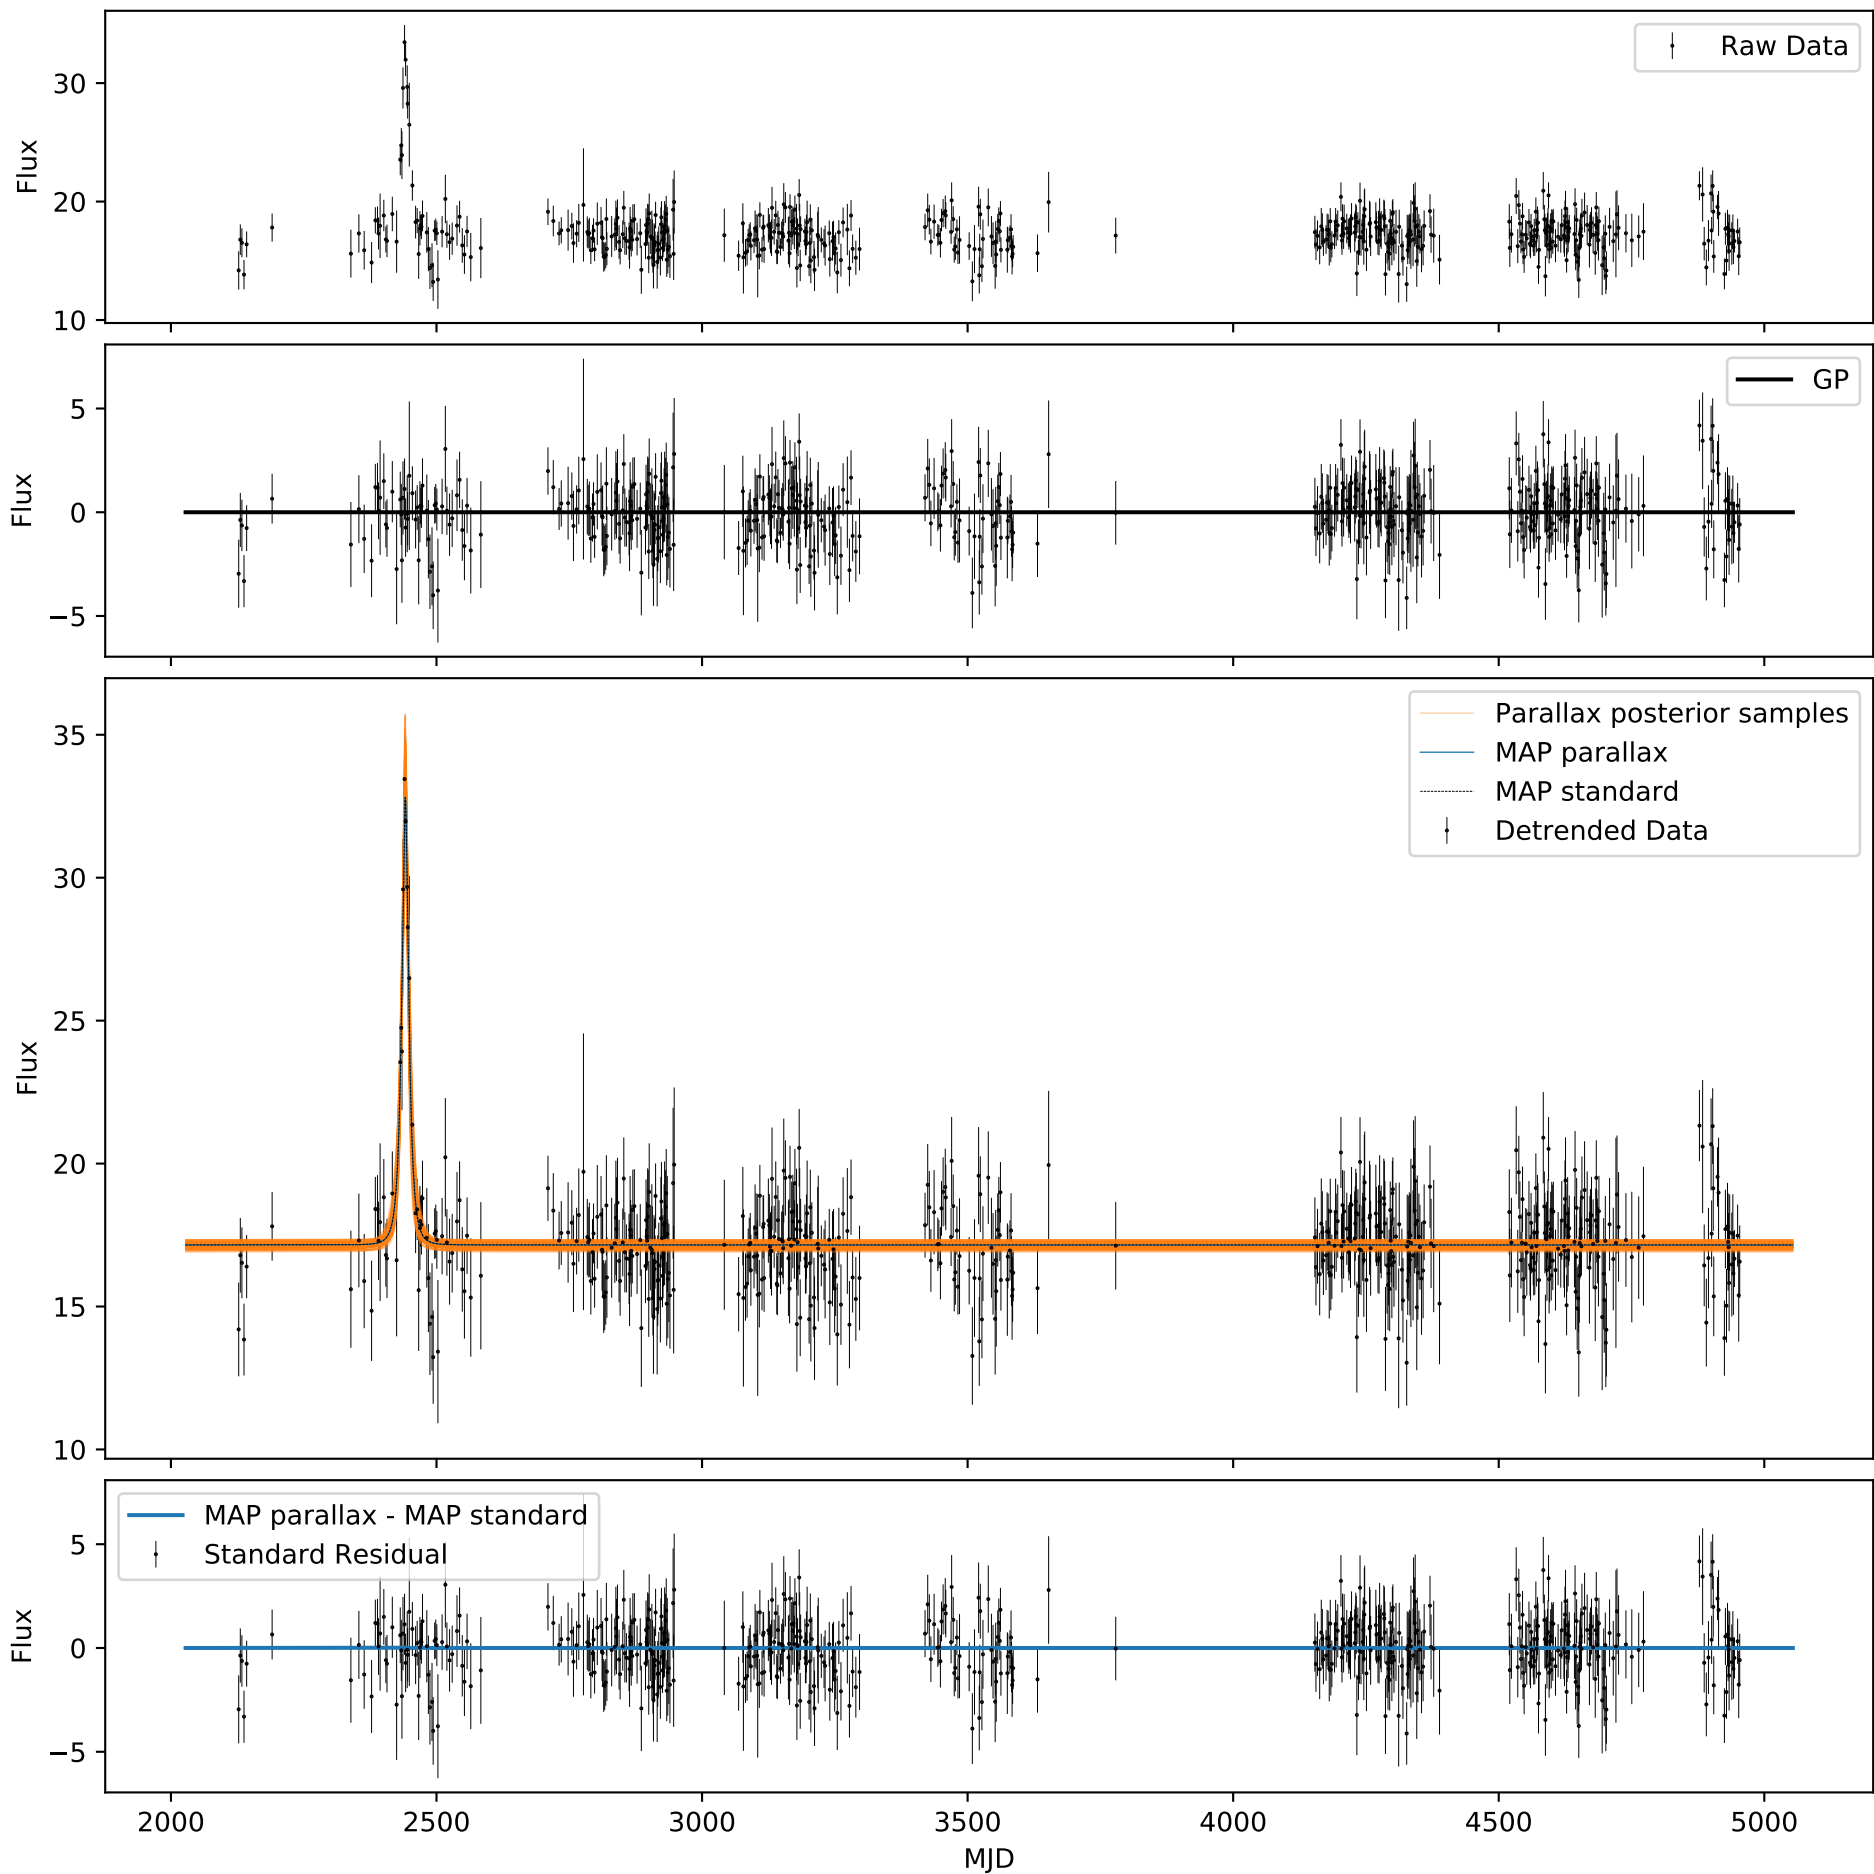 Raw Data
30
20
10
Flux
GP
5
0
−5
Flux
Parallax posterior samples
MAP parallax
MAP standard
Detrended Data
35
30
25
20
15
10
Flux
MAP parallax - MAP standard
Standard Residual
5
0
−5
Flux
2000 2500 3000 3500 4000 4500 5000
MJD